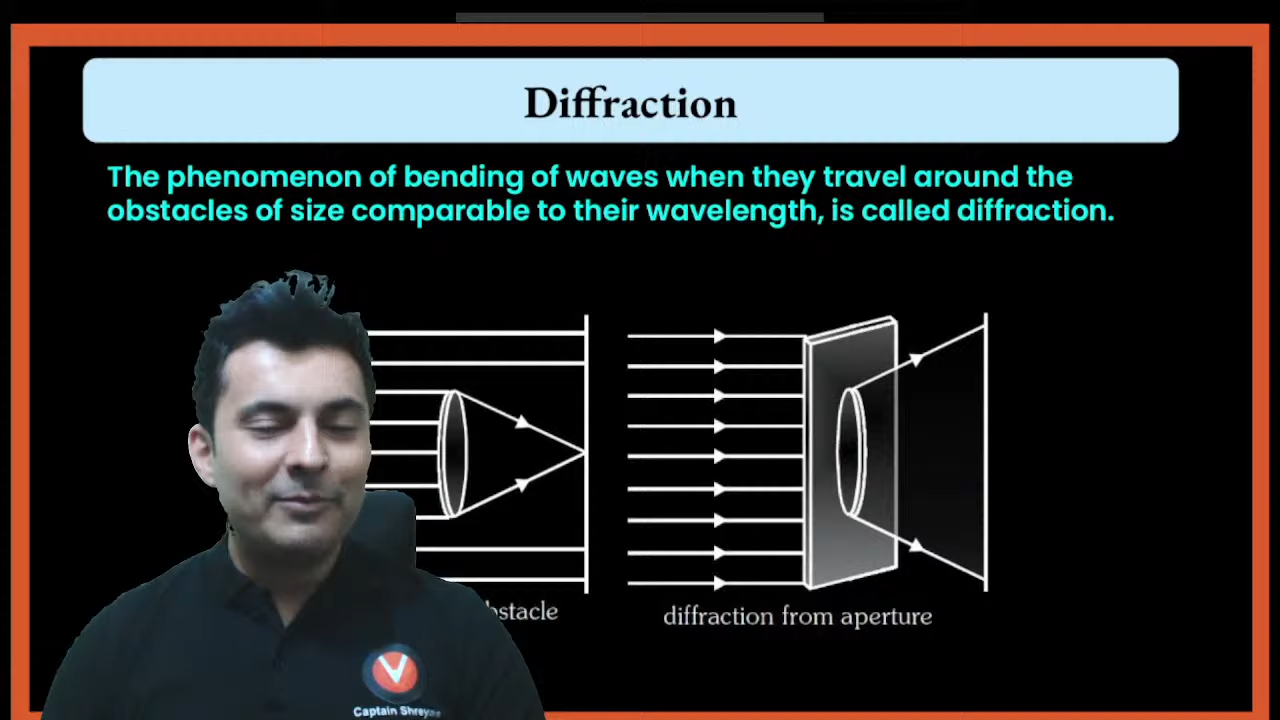 Diffraction
The phenomenon of bending of waves when they travel around the
obstacles of size comparable to their wavelength, is called diffraction.
bstacle
diffraction from aperture
V
Captain Shreyas